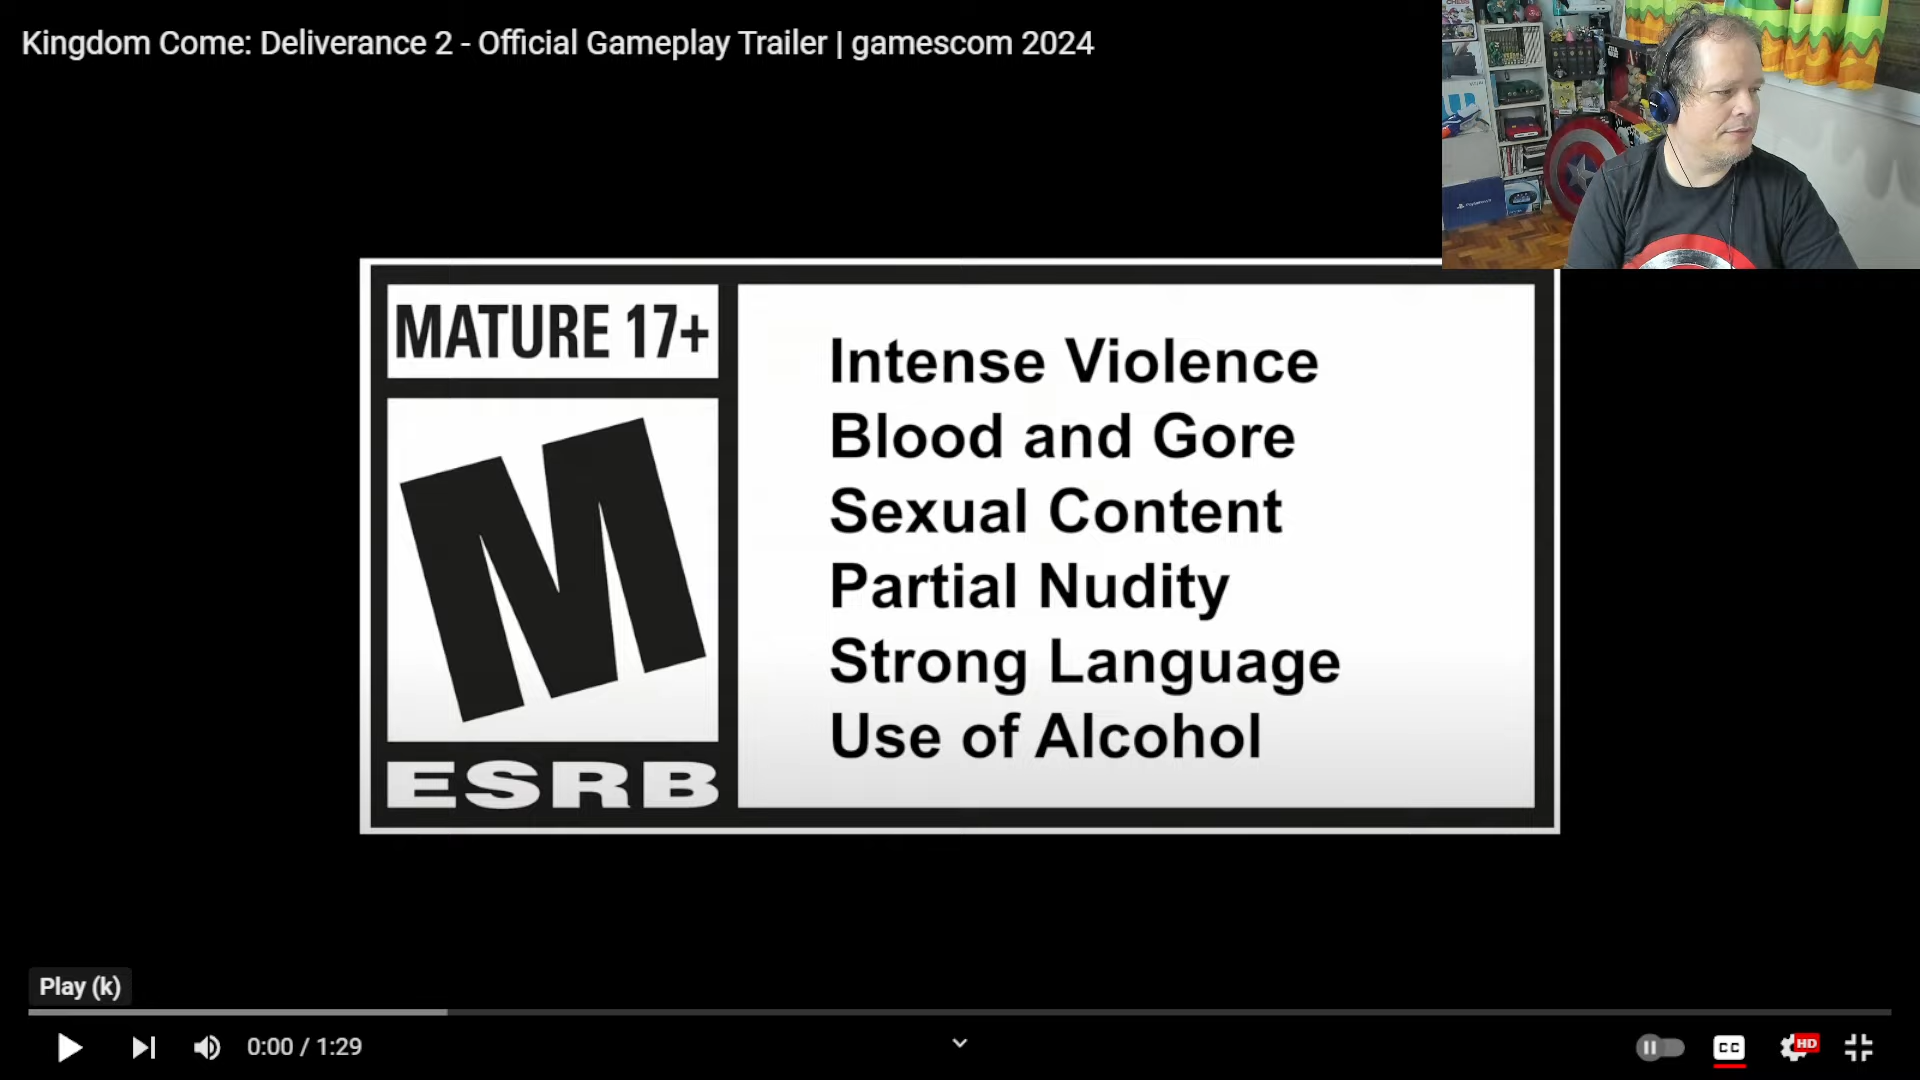 Kingdom Come: Deliverance 2 - Official Gameplay Trailer | gamescom 2024
MATURE 17+
M
ESRB
Intense Violence
Blood and Gore
Sexual Content
Partial Nudity
Strong Language
Use of Alcohol
Play (k)
0:00 / 1:29
CC
HD